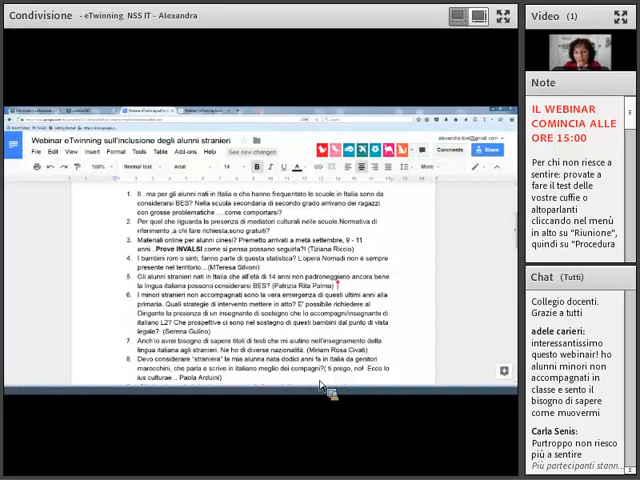 Condivisione - eTwinning NSS IT - Alexandra
Webinar eTwinning sull'inclusione degli alunni stranieri
alexandra.tosi@gmail.com
File Edit View Insert Format Tools Table Add-ons Help See new changes
Comments Share
100% Normal text Arial B I U A More
1. Il.. ma per gli alunni nati in Italia e che hanno frequentato le scuole in Italia sono da
considerarsi BES? Nella scuola secondaria di secondo grado arrivano dei ragazzi
con grosse problematiche ....come comportarsi?
2. Per quel che riguarda la presenza di mediatori culturali nelle scuole.Normativa di
riferimento ,a chi fare richiesta,sono gratuiti?
3. Materiali online per alunni cinesi? Premetto arrivati a metà settembre, 9 - 11
anni...Prove INVALSI come si pensa possano seguirla?! (Tiziana Riccio)
4. I bambini rom o sinti, fanno parte di questa statistica? L'opera Nomadi non è sempre
presente nel territorio...(MTeresa Silvoni)
5. Gli alunni stranieri nati in Italia che all'età di 14 anni non padroneggiano ancora bene
la lingua italiana possono considerarsi BES? (Patrizia Rita Palma)
6. I minori stranieri non accompagnati sono la vera emergenza di questi ultimi anni alla
primaria. Quali strategie di intervento mettere in atto? E' possibile richiedere al
Dirigente la presenza di un insegnante di sostegno che lo accompagni/insegnante di
italiano L2? Che prospettive ci sono nel sostegno di questi bambini dal punto di vista
legale? (Serena Gulino)
7. Anch'io avrei bisogno di sapere titoli di testi che mi aiutino nell'insegnamento della
lingua italiana agli stranieri. Ne ho di diverse nazionalità. (Miriam Rosa Civati)
8. Devo considerare "straniera" la mia alunna nata dodici anni fa in Italia da genitori
marocchini, che parla e scrive in italiano meglio dei compagni?( ti prego, no! Ecco lo
ius culturae .. Paola Arduini)
Video (1)
Note
IL WEBINAR
COMINCIA ALLE
ORE 15:00
Per chi non riesce a
sentire: provate a
fare il test delle
vostre cuffie o
altoparlanti
cliccando nel menù
in alto su "Riunione",
quindi su "Procedura
Chat (Tutti)
Collegio docenti.
Grazie a tutti
adele carieri:
interessantissimo
questo webinar! ho
alunni minori non
accompagnati in
classe e sento il
bisogno di sapere
come muovermi
Carla Senis:
Purtroppo non riesco
più a sentire
Più partecipanti stann...